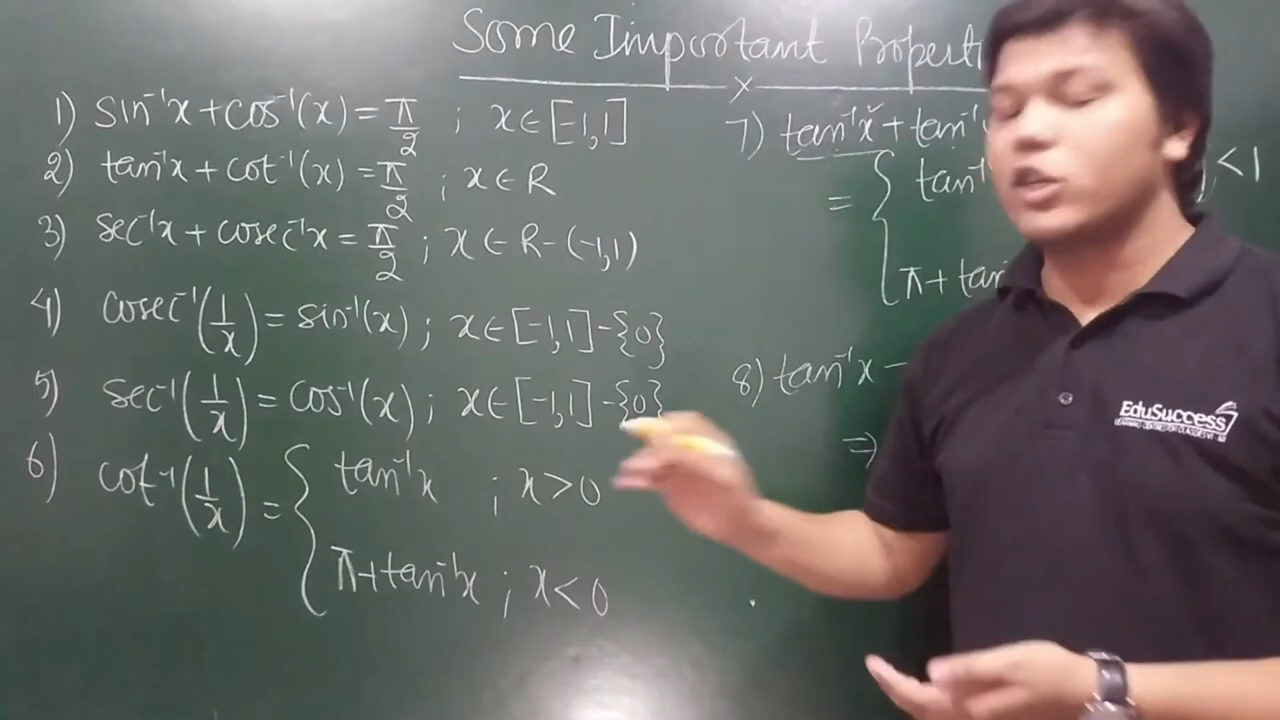 Some Important
1) sin⁻¹x + cos⁻¹(x) = π/2 ; x ∈ [-1,1]
2) tan⁻¹x + cot⁻¹(x) = π/2 ; x ∈ R
3) sec⁻¹x + cosec⁻¹x = π/2 ; x ∈ R - (-1,1)
4) cosec⁻¹(1/x) = sin⁻¹(x) ; x ∈ [-1,1] - {0}
5) sec⁻¹(1/x) = cos⁻¹(x) ; x ∈ [-1,1] - {0}
6) cot⁻¹(1/x) = { tan⁻¹x ; x > 0
π + tan⁻¹x ; x < 0
7) tan⁻¹x + tan⁻¹
= { tan⁻¹ < 1
π + tan
8) tan⁻¹x -
⇒
EduSuccess